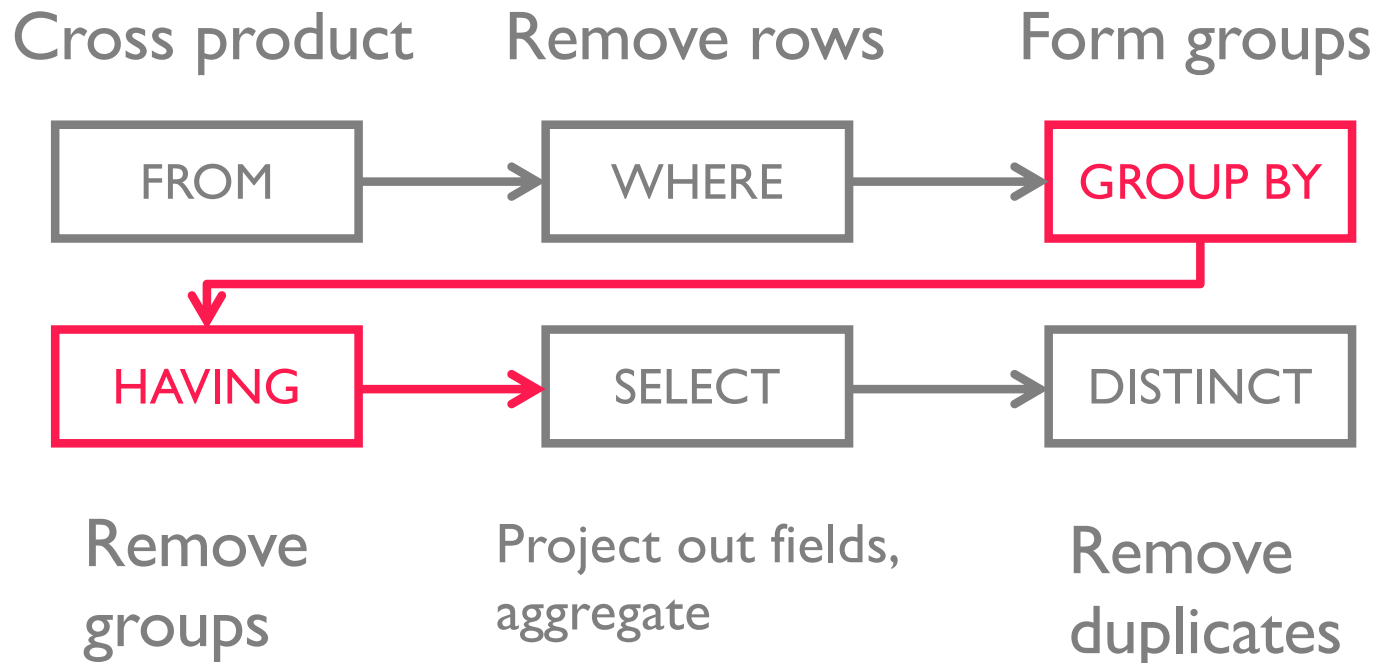 Cross product Remove rows Form groups
FROM WHERE GROUP BY
HAVING SELECT DISTINCT
Remove
groups
Project out fields,
aggregate
Remove
duplicates